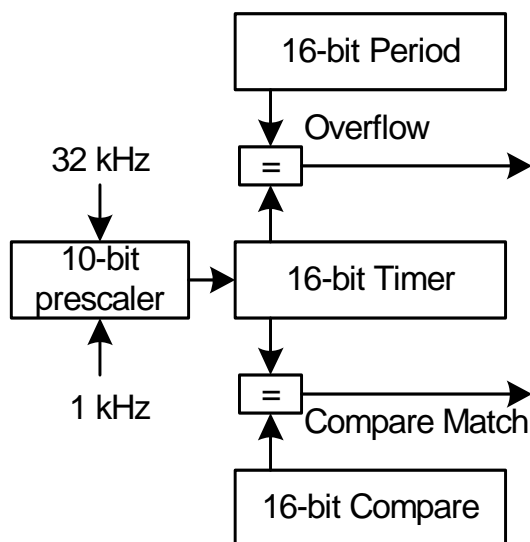 16-bit Period
Overflow
=
32 kHz
10-bit
prescaler
16-bit Timer
=
1 kHz
Compare Match
16-bit Compare